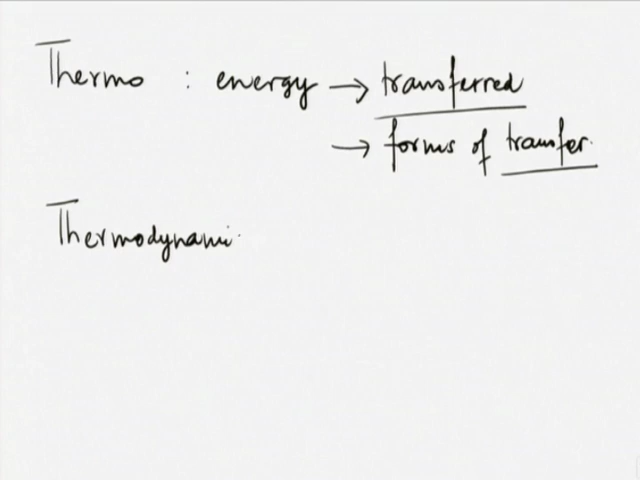 Thermo : energy → transferred
→ forms of transfer.
Thermodynami